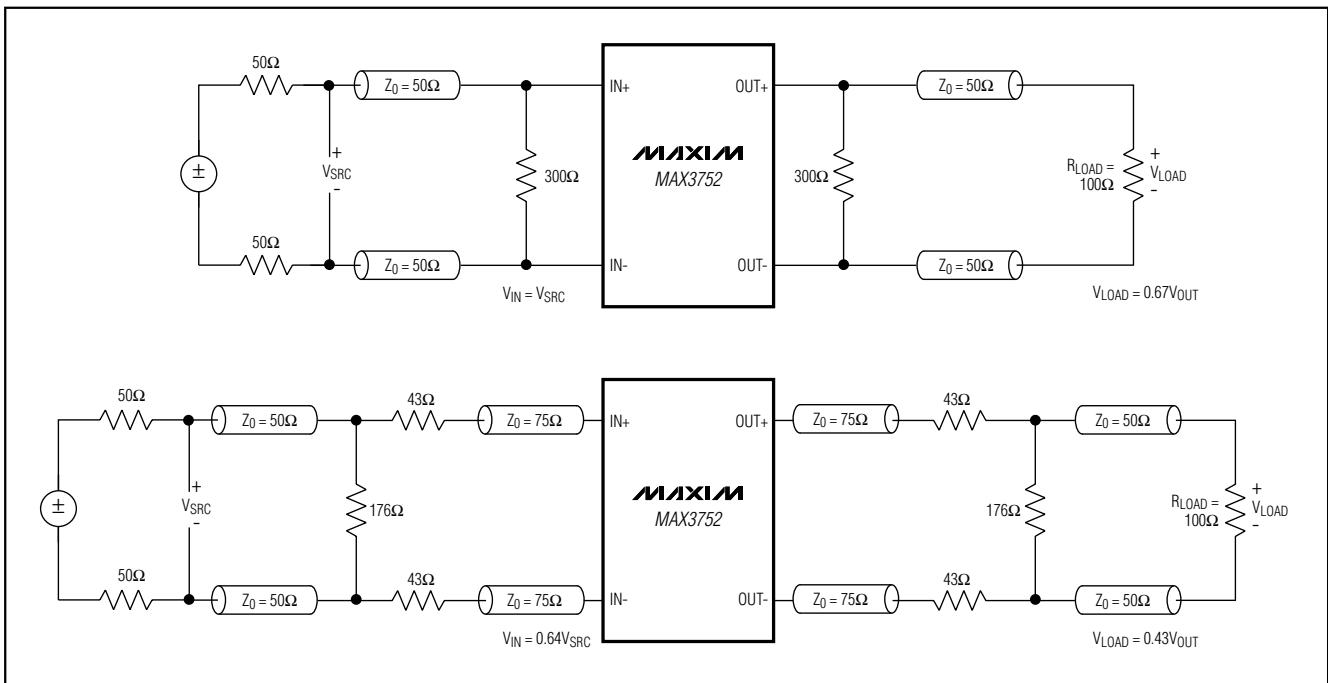 50Ω
Z0 = 50Ω
IN+
OUT+
Z0 = 50Ω
±
+
VSRC
-
300Ω
MAXIM
MAX3752
300Ω
RLOAD =
100Ω
+
VLOAD
-
50Ω
Z0 = 50Ω
IN-
OUT-
Z0 = 50Ω
VIN = VSRC
VLOAD = 0.67VOUT
50Ω
Z0 = 50Ω
43Ω
Z0 = 75Ω
IN+
OUT+
Z0 = 75Ω
43Ω
Z0 = 50Ω
±
+
VSRC
-
176Ω
MAXIM
MAX3752
176Ω
RLOAD =
100Ω
+
VLOAD
-
50Ω
Z0 = 50Ω
43Ω
Z0 = 75Ω
IN-
OUT-
Z0 = 75Ω
43Ω
Z0 = 50Ω
VIN = 0.64VSRC
VLOAD = 0.43VOUT